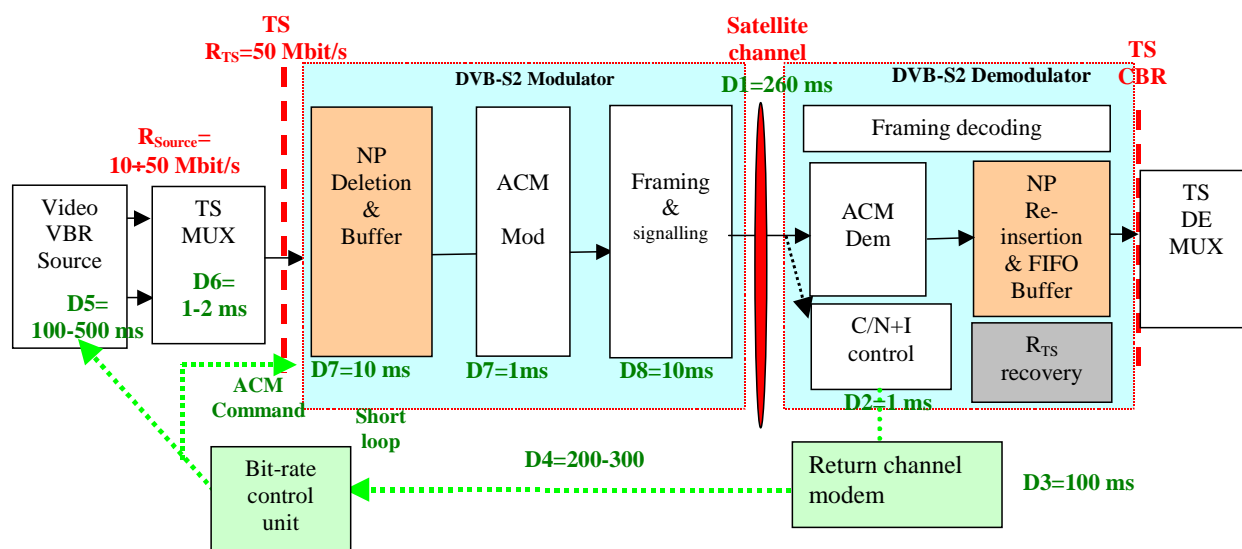 TS
R_TS=50 Mbit/s
Satellite
channel
TS
CBR
DVB-S2 Modulator
DVB-S2 Demodulator
D1=260 ms
R_Source=
10÷50 Mbit/s
Video
VBR
Source
D5=
100-500 ms
TS
MUX
D6=
1-2 ms
NP
Deletion
&
Buffer
D7=10 ms
ACM
Mod
D7=1ms
Framing
&
signalling
D8=10ms
Framing decoding
ACM
Dem
NP
Re-
insertion
& FIFO
Buffer
TS
DE
MUX
C/N+I
control
D2=1 ms
R_TS
recovery
ACM
Command
Short
loop
Bit-rate
control
unit
D4=200-300
Return channel
modem
D3=100 ms